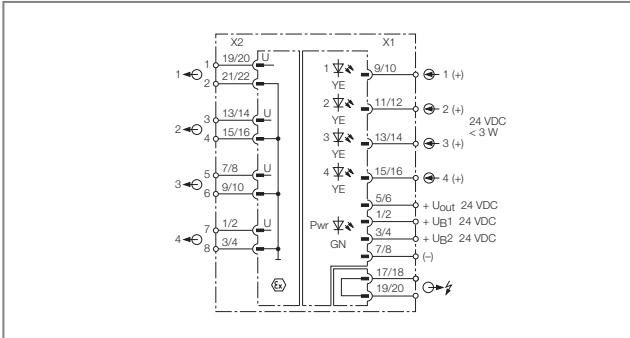 X2 X1
1 19/20 U 1 9/10 1 (+)
1 YE
2 21/22
2 11/12 2 (+)
YE
3 13/14 U 24 VDC
2 < 3 W
4 15/16 3 13/14 3 (+)
YE
5 7/8 U 4 15/16 4 (+)
3 YE
6 9/10
5/6 + Uout 24 VDC
7 1/2 U Pwr 1/2 + UB1 24 VDC
4 GN 3/4 + UB2 24 VDC
8 3/4 7/8 (–)
17/18
Ex 19/20